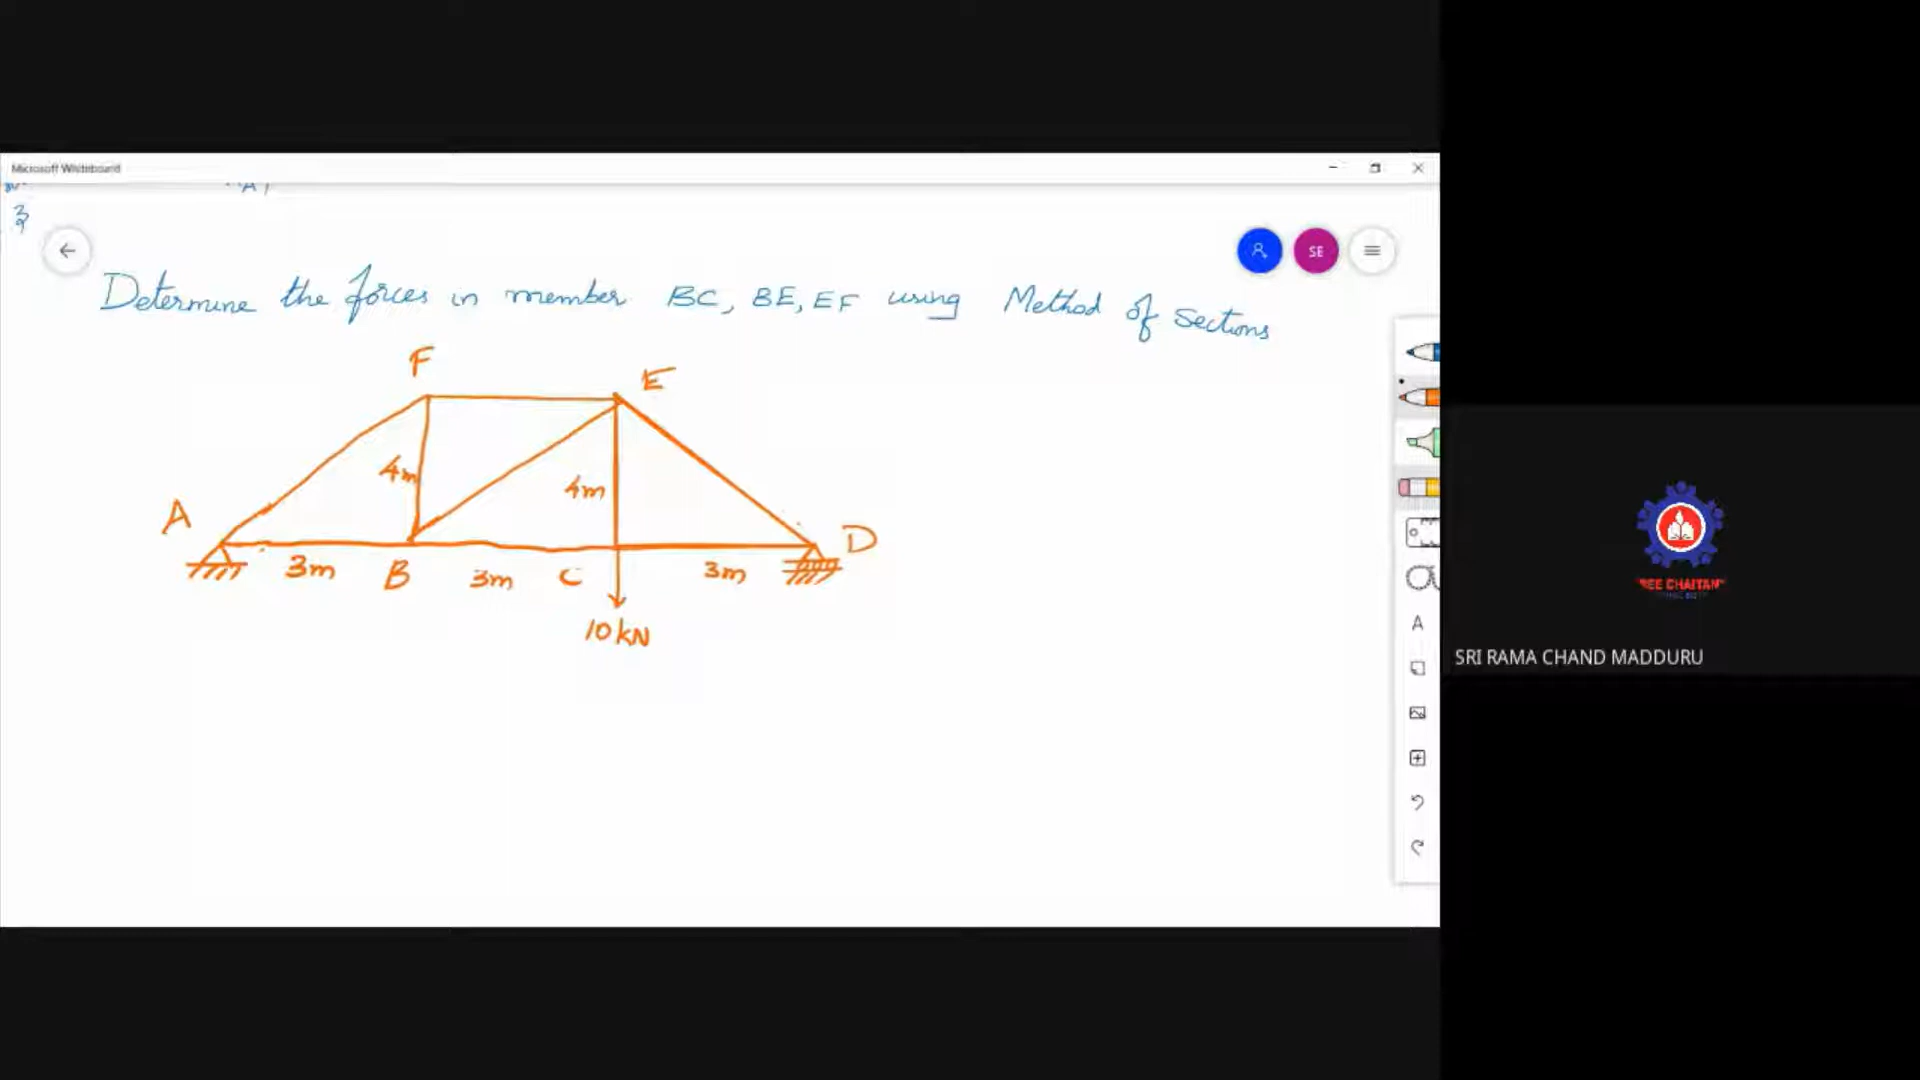 Microsoft Whiteboard
3
SE
Determine the forces in member BC, BE, EF using Method of Sections
F
E
4m
4m
A
D
3m
B
3m
C
3m
10 kN
A
SRI RAMA CHAND MADDURU